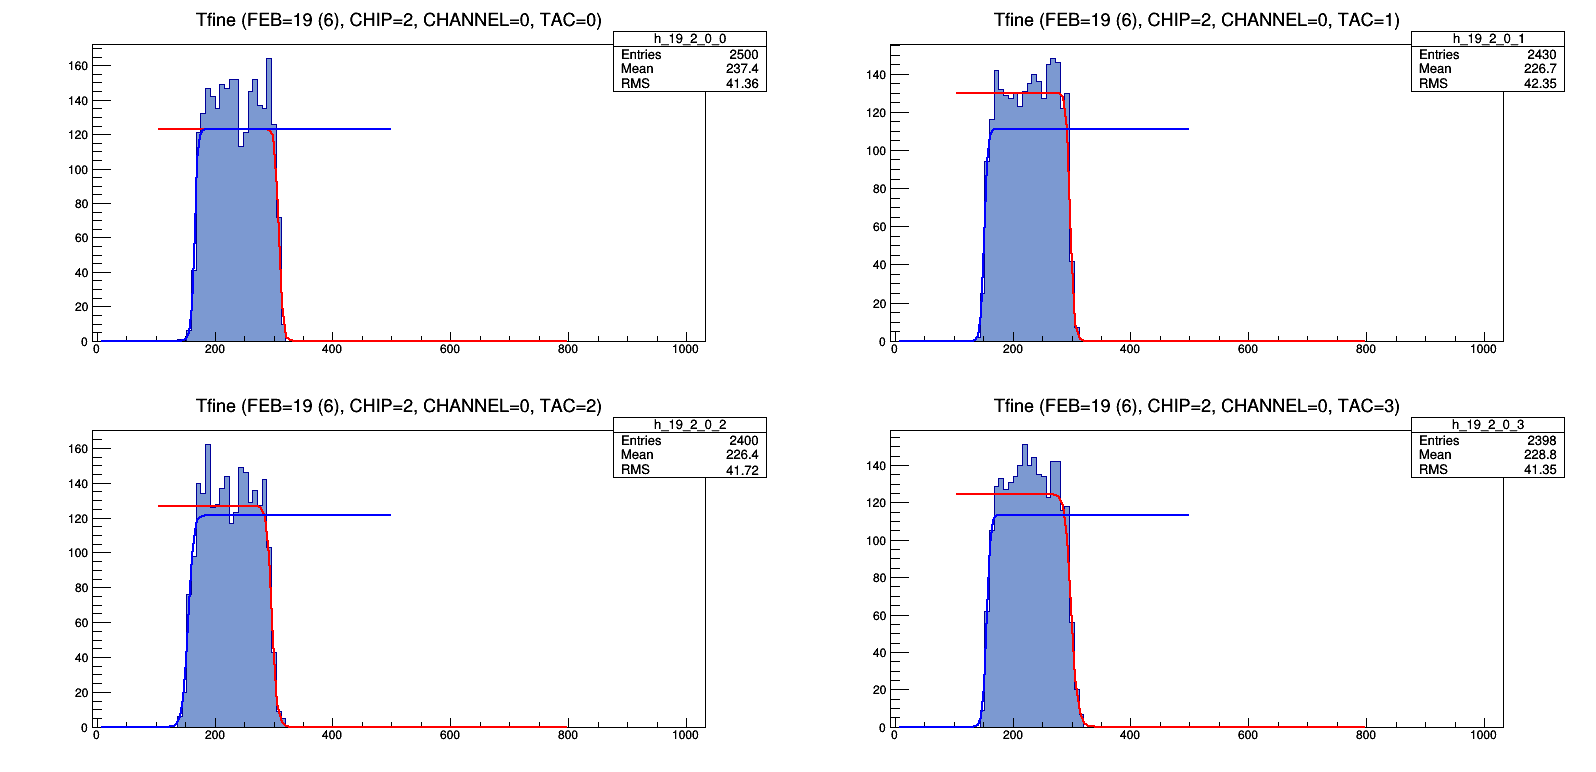 Tfine (FEB=19 (6), CHIP=2, CHANNEL=0, TAC=0)
h_19_2_0_0
Entries 2500
Mean 237.4
RMS 41.36
160
140
120
100
80
60
40
20
0
0 200 400 600 800 1000
Tfine (FEB=19 (6), CHIP=2, CHANNEL=0, TAC=1)
h_19_2_0_1
Entries 2430
Mean 226.7
RMS 42.35
140
120
100
80
60
40
20
0
0 200 400 600 800 1000
Tfine (FEB=19 (6), CHIP=2, CHANNEL=0, TAC=2)
h_19_2_0_2
Entries 2400
Mean 226.4
RMS 41.72
160
140
120
100
80
60
40
20
0
0 200 400 600 800 1000
Tfine (FEB=19 (6), CHIP=2, CHANNEL=0, TAC=3)
h_19_2_0_3
Entries 2398
Mean 228.8
RMS 41.35
140
120
100
80
60
40
20
0
0 200 400 600 800 1000